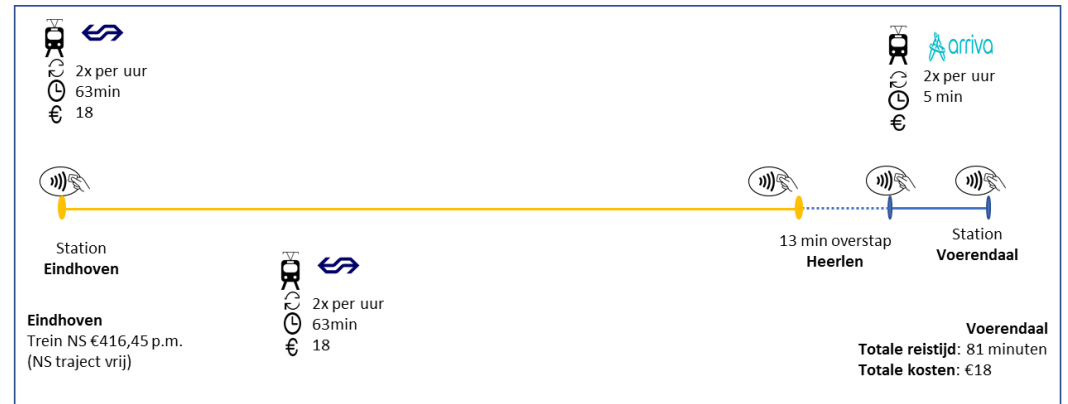 2x per uur
63min
€ 18
arriva
2x per uur
5 min
€
Station
Eindhoven
13 min overstap
Heerlen
Station
Voerendaal
2x per uur
63min
€ 18
Eindhoven
Trein NS €416,45 p.m.
(NS traject vrij)
Voerendaal
Totale reistijd: 81 minuten
Totale kosten: €18